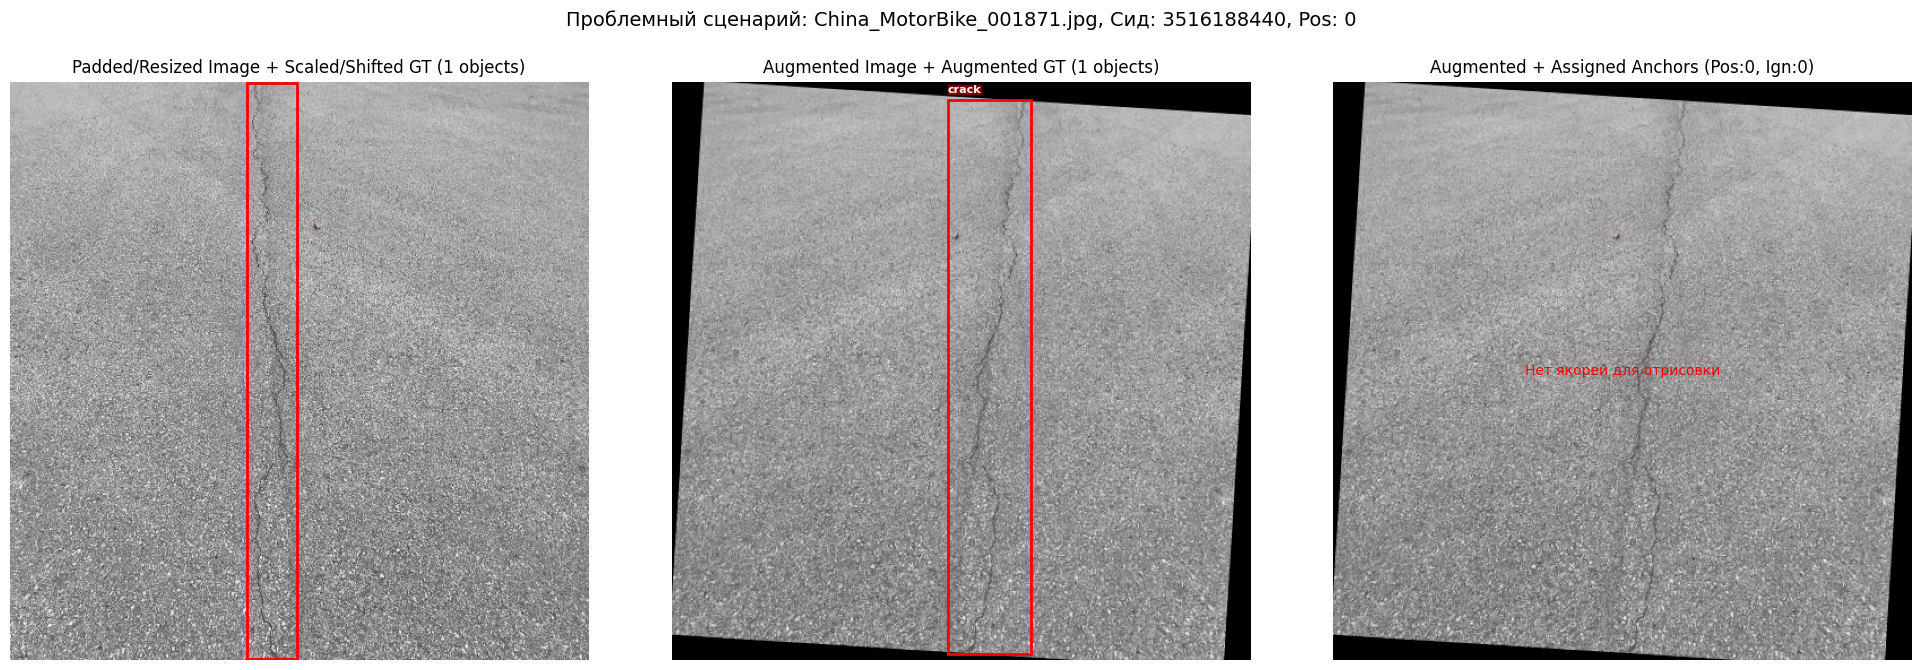 Проблемный сценарий: China_MotorBike_001871.jpg, Сид: 3516188440, Pos: 0
Padded/Resized Image + Scaled/Shifted GT (1 objects)
Augmented Image + Augmented GT (1 objects)
Augmented + Assigned Anchors (Pos:0, Ign:0)
crack
Нет якорей для отрисовки